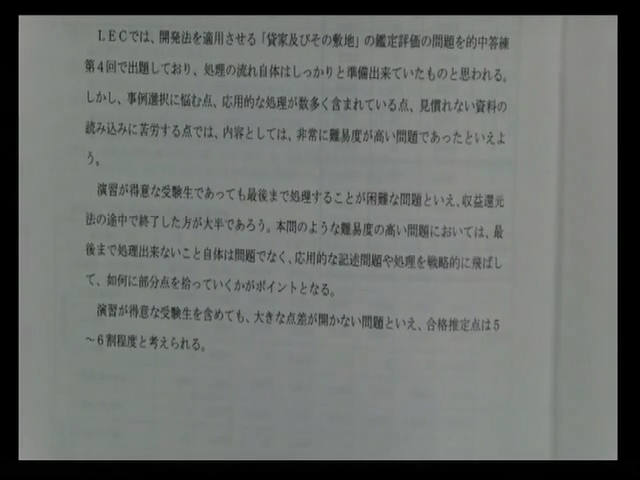 LECでは、開発法を適用させる「貸家及びその敷地」の鑑定評価の問題を的中答練
第4回で出題しており、処理の流れ自体はしっかりと準備出来ていたものと思われる。
しかし、事例選択に悩む点、応用的な処理が数多く含まれている点、見慣れない資料の
読み込みに苦労する点では、内容としては、非常に難易度が高い問題であったといえよ
う。
演習が得意な受験生であっても最後まで処理することが困難な問題といえ、収益還元
法の途中で終了した方が大半であろう。本問のような難易度の高い問題においては、最
後まで処理出来ないこと自体は問題でなく、応用的な記述問題や処理を戦略的に飛ばし
て、如何に部分点を拾っていくかがポイントとなる。
演習が得意な受験生を含めても、大きな点差が開かない問題といえ、合格推定点は5
～6割程度と考えられる。